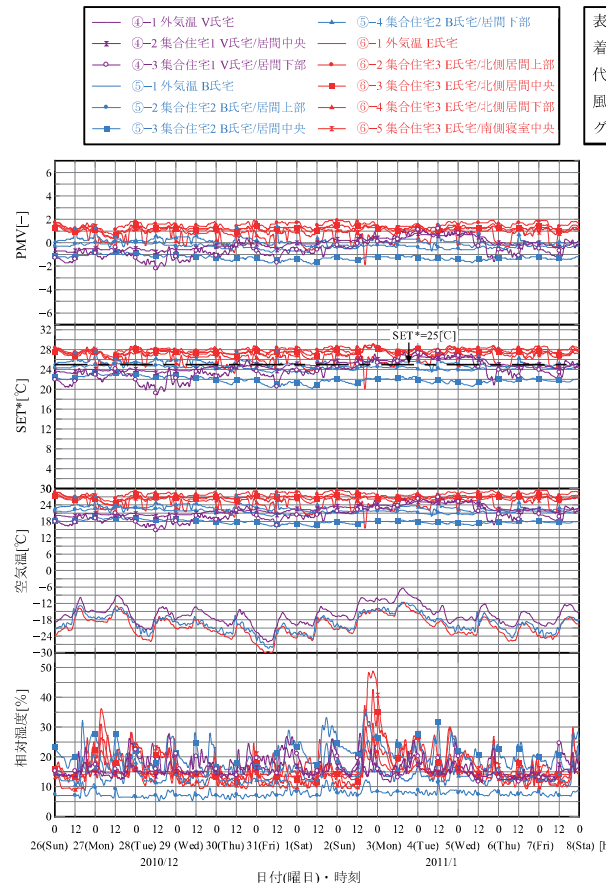 ④−1 外気温 V氏宅
④−2 集合住宅1 V氏宅/居間中央
④−3 集合住宅1 V氏宅/居間下部
⑤−1 外気温 B氏宅
⑤−2 集合住宅2 B氏宅/居間上部
⑤−3 集合住宅2 B氏宅/居間中央
⑤−4 集合住宅2 B氏宅/居間下部
⑥−1 外気温 E氏宅
⑥−2 集合住宅3 E氏宅/北側居間上部
⑥−3 集合住宅3 E氏宅/北側居間中央
⑥−4 集合住宅3 E氏宅/北側居間下部
⑥−5 集合住宅3 E氏宅/南側寝室中央
表
着
代
風
グ
PMV[−]
6
4
2
0
−2
−4
−6
SET*[℃]
32
28
24
20
16
12
8
4
SET*=25[℃]
空気温[℃]
30
30
24
18
12
6
0
−6
−12
−18
−24
−30
相対湿度[%]
50
40
30
20
10
0
0 12 0 12 0 12 0 12 0 12 0 12 0 12 0 12 0 12 0 12 0 12 0 12 0 12 0
26(Sun) 27(Mon) 28(Tue) 29 (Wed) 30(Thu) 31(Fri) 1(Sat) 2(Sun) 3(Mon) 4(Tue) 5(Wed) 6(Thu) 7(Fri) 8(Sta) [h
2010/12 2011/1
日付(曜日)・時刻